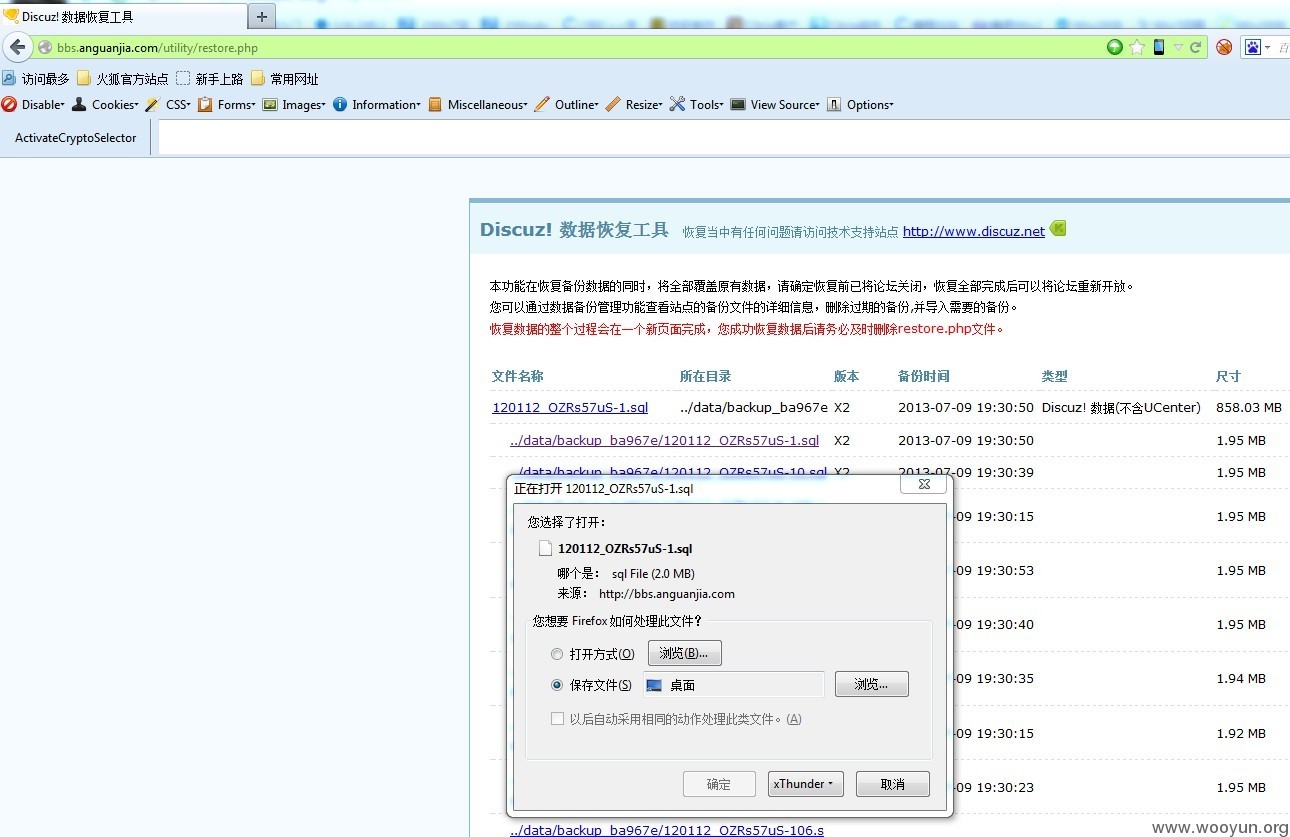 Discuz! 数据恢复工具
bbs.anguanjia.com/utility/restore.php
访问最多 火狐官方站点 新手上路 常用网址
Disable Cookies CSS Forms Images Information Miscellaneous Outline Resize Tools View Source Options
ActivateCryptoSelector
Discuz! 数据恢复工具 恢复当中有任何问题请访问技术支持站点 http://www.discuz.net
本功能在恢复备份数据的同时，将全部覆盖原有数据，请确定恢复前已将论坛关闭，恢复全部完成后可以将论坛重新开放。
您可以通过数据备份管理功能查看站点的备份文件的详细信息，删除过期的备份,并导入需要的备份。
恢复数据的整个过程会在一个新页面完成，您成功恢复数据后请务必及时删除restore.php文件。
文件名称 所在目录 版本 备份时间 类型 尺寸
120112_OZRs57uS-1.sql ../data/backup_ba967e X2 2013-07-09 19:30:50 Discuz! 数据(不含UCenter) 858.03 MB
../data/backup_ba967e/120112_OZRs57uS-1.sql X2 2013-07-09 19:30:50 1.95 MB
../data/backup_ba967e/120112_OZRs57uS-10.sql X2 2013-07-09 19:30:39 1.95 MB
-09 19:30:15 1.95 MB
-09 19:30:53 1.95 MB
-09 19:30:40 1.95 MB
-09 19:30:35 1.94 MB
-09 19:30:15 1.92 MB
-09 19:30:23 1.95 MB
../data/backup_ba967e/120112_OZRs57uS-106.s
正在打开 120112_OZRs57uS-1.sql
您选择了打开：
120112_OZRs57uS-1.sql
哪个是： sql File (2.0 MB)
来源： http://bbs.anguanjia.com
您想要 Firefox 如何处理此文件？
打开方式(O) 浏览(B)...
保存文件(S) 桌面 浏览...
以后自动采用相同的动作处理此类文件。(A)
确定 xThunder 取消
www.wooyun.org